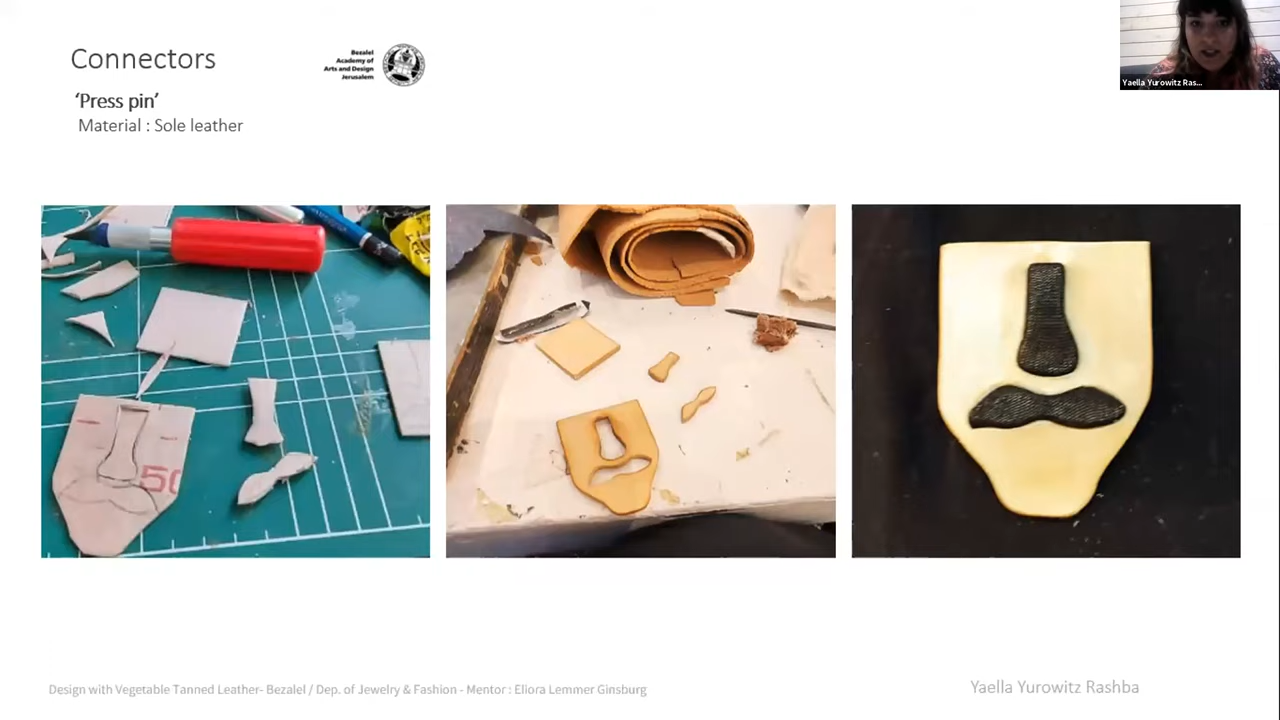 Connectors
Bezalel
Academy of
Arts and Design
Jerusalem
‘Press pin’
Material : Sole leather
Yaella Yurowitz Ras...
50
Design with Vegetable Tanned Leather- Bezalel / Dep. of Jewelry & Fashion - Mentor : Eliora Lemmer Ginsburg
Yaella Yurowitz Rashba